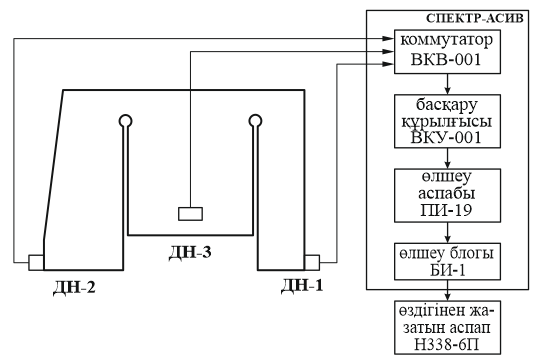 СПЕКТР-АСИВ
коммутатор
ВКВ-001
басқару
құрылғысы
ВКУ-001
өлшеу
аспабы
ПИ-19
өлшеу блогы
БИ-1
өздігінен жа-
затын аспап
Н338-6П
ДН-3
ДН-2
ДН-1